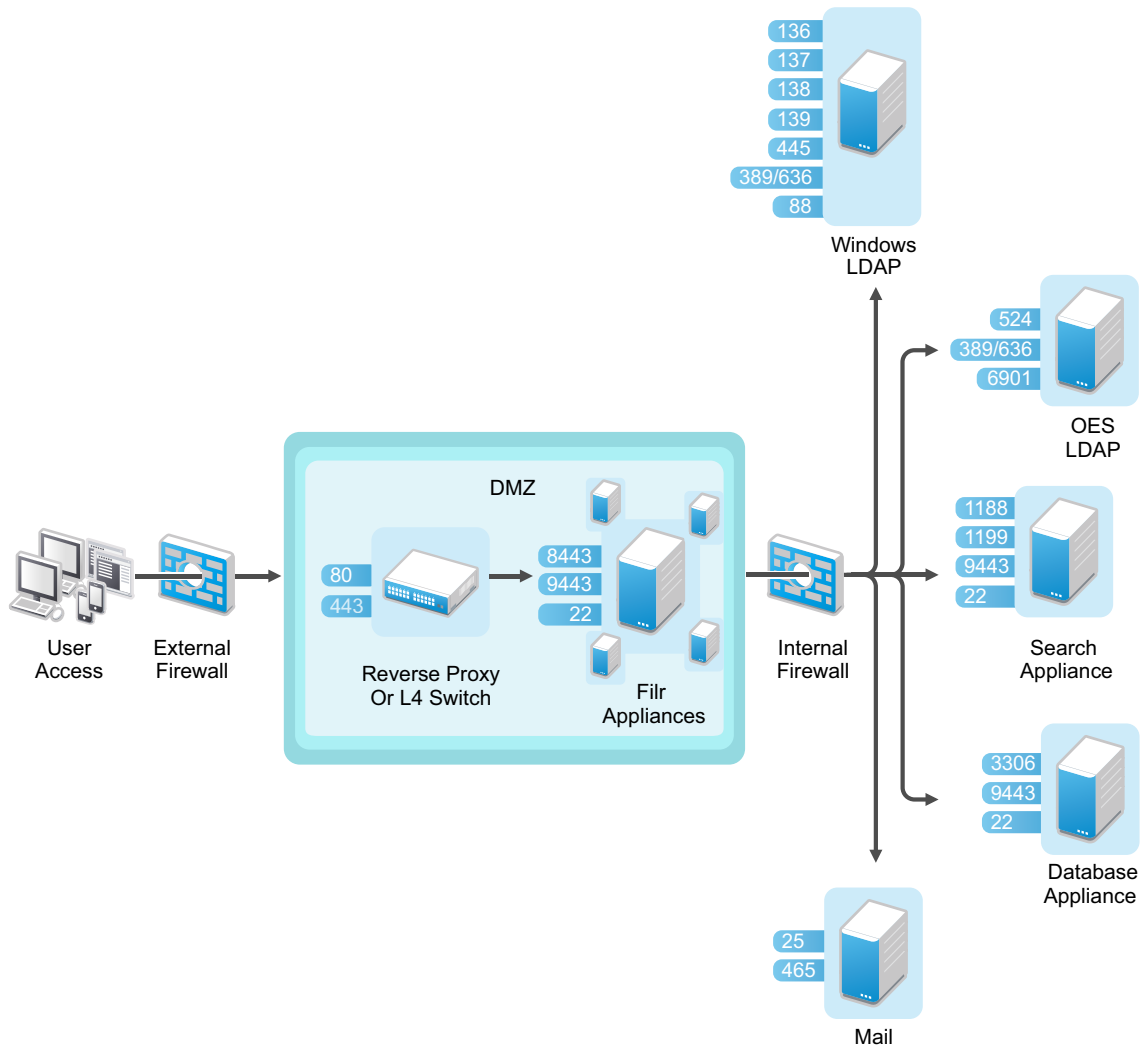 136
137
138
139
445
389/636
88
Windows
LDAP
524
389/636
6901
OES
LDAP
DMZ
80
443
Reverse Proxy
Or L4 Switch
8443
9443
22
Filr
Appliances
User
Access
External
Firewall
Internal
Firewall
1188
1199
9443
22
Search
Appliance
3306
9443
22
Database
Appliance
25
465
Mail